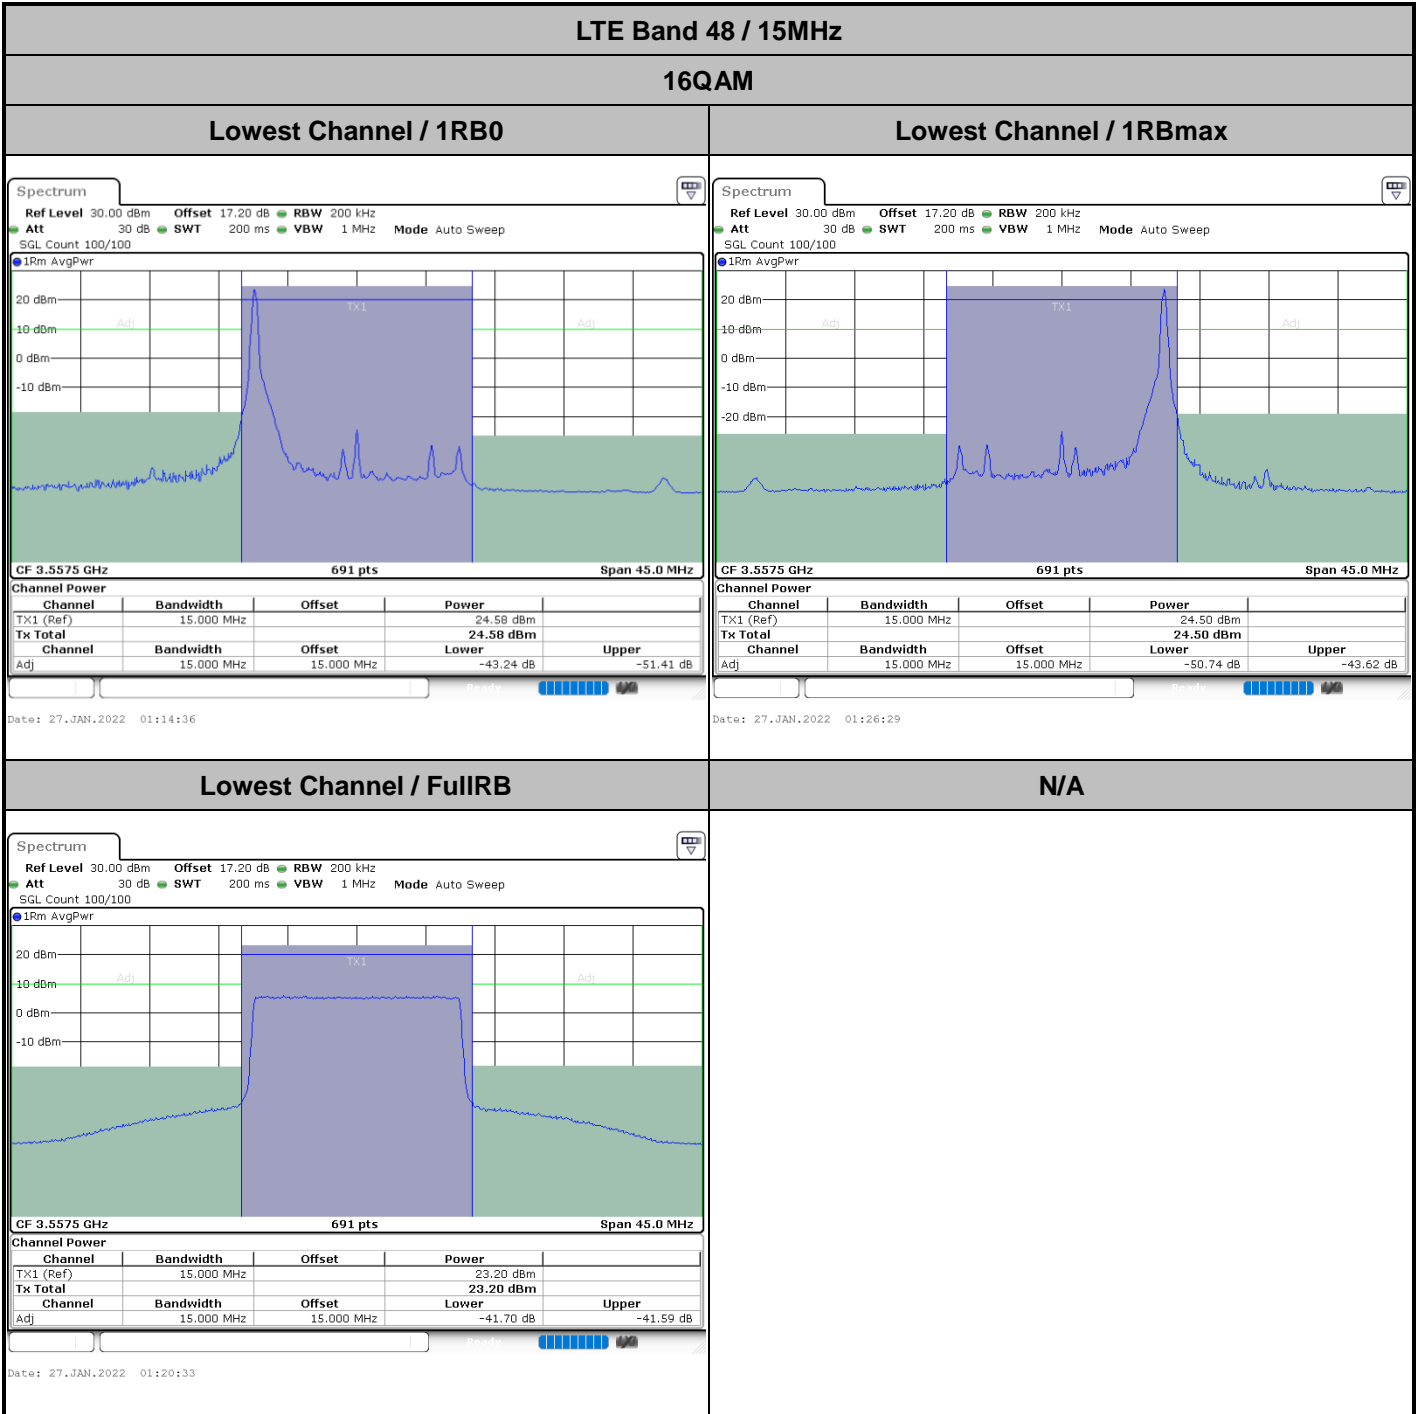 LTE Band 48 / 15MHz
16QAM
Lowest Channel / 1RB0
Lowest Channel / 1RBmax
Spectrum
Ref Level 30.00 dBm Offset 17.20 dB RBW 200 kHz
Att 30 dB SWT 200 ms VBW 1 MHz Mode Auto Sweep
SGL Count 100/100
1Rm AvgPwr
20 dBm
TX1
Adj
Adj
10 dBm
0 dBm
-10 dBm
CF 3.5575 GHz 691 pts Span 45.0 MHz
Channel Power
Channel Bandwidth Offset Power
TX1 (Ref) 15.000 MHz 24.58 dBm
Tx Total 24.58 dBm
Channel Bandwidth Offset Lower Upper
Adj 15.000 MHz 15.000 MHz -43.24 dB -51.41 dB
Ready
Date: 27.JAN.2022 01:14:36
Spectrum
Ref Level 30.00 dBm Offset 17.20 dB RBW 200 kHz
Att 30 dB SWT 200 ms VBW 1 MHz Mode Auto Sweep
SGL Count 100/100
1Rm AvgPwr
20 dBm
TX1
Adj
Adj
10 dBm
0 dBm
-10 dBm
-20 dBm
CF 3.5575 GHz 691 pts Span 45.0 MHz
Channel Power
Channel Bandwidth Offset Power
TX1 (Ref) 15.000 MHz 24.50 dBm
Tx Total 24.50 dBm
Channel Bandwidth Offset Lower Upper
Adj 15.000 MHz 15.000 MHz -50.74 dB -43.62 dB
Ready
Date: 27.JAN.2022 01:26:29
Lowest Channel / FullRB
N/A
Spectrum
Ref Level 30.00 dBm Offset 17.20 dB RBW 200 kHz
Att 30 dB SWT 200 ms VBW 1 MHz Mode Auto Sweep
SGL Count 100/100
1Rm AvgPwr
20 dBm
TX1
Adj
Adj
10 dBm
0 dBm
-10 dBm
CF 3.5575 GHz 691 pts Span 45.0 MHz
Channel Power
Channel Bandwidth Offset Power
TX1 (Ref) 15.000 MHz 23.20 dBm
Tx Total 23.20 dBm
Channel Bandwidth Offset Lower Upper
Adj 15.000 MHz 15.000 MHz -41.70 dB -41.59 dB
Ready
Date: 27.JAN.2022 01:20:33